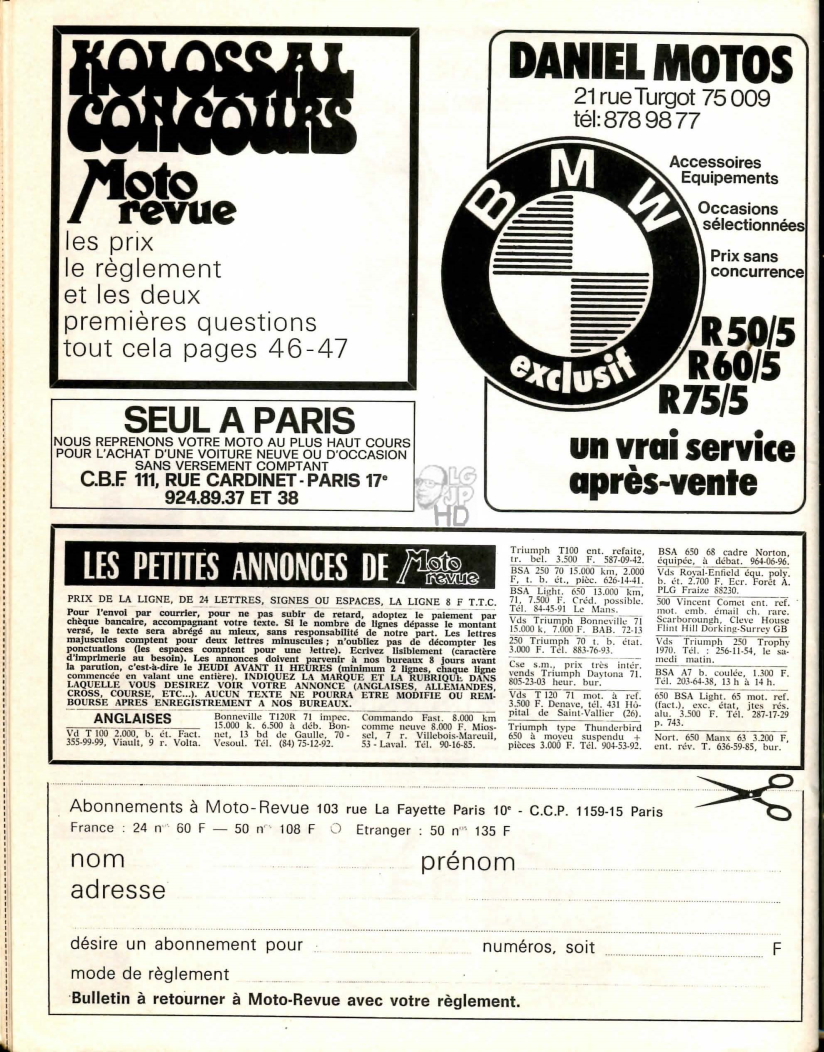 KOLOSSAL
CONCOURS
Moto
revue
les prix
le règlement
et les deux
premières questions
tout cela pages 46-47
SEUL A PARIS
NOUS REPRENONS VOTRE MOTO AU PLUS HAUT COURS
POUR L'ACHAT D'UNE VOITURE NEUVE OU D'OCCASION
SANS VERSEMENT COMPTANT
C.B.F. 111, RUE CARDINET - PARIS 17e
924.89.37 ET 38
DANIEL MOTOS
21 rue Turgot 75 009
tél: 878 98 77
BMW
exclusif
Accessoires
Equipements
Occasions
sélectionnées
Prix sans
concurrence
R 50/5
R60/5
R75/5
un vrai service
après-vente
LG
JP
HD
LES PETITES ANNONCES DE Moto revue
PRIX DE LA LIGNE, DE 24 LETTRES, SIGNES OU ESPACES, LA LIGNE 8 F T.T.C.
Pour l'envoi par courrier, pour ne pas subir de retard, adoptez le paiement par
chèque bancaire, accompagnant votre texte. Si le nombre de lignes dépasse le montant
versé, le texte sera abrégé au mieux, sans responsabilité de notre part. Les lettres
majuscules comptent pour deux lettres minuscules ; n'oubliez pas de décompter les
ponctuations (les espaces comptent pour une lettre). Ecrivez lisiblement (caractère
d'imprimerie au besoin). Les annonces doivent parvenir à nos bureaux 8 jours avant
la parution, c'est-à-dire le JEUDI AVANT 11 HEURES (minimum 2 lignes, chaque ligne
commencée en valant une entière). INDIQUEZ LA MARQUE ET LA RUBRIQUE DANS
LAQUELLE VOUS DESIREZ VOIR VOTRE ANNONCE (ANGLAISES, ALLEMANDES,
CROSS, COURSE, ETC...). AUCUN TEXTE NE POURRA ETRE MODIFIE OU REM-
BOURSE APRES ENREGISTREMENT A NOS BUREAUX.
ANGLAISES
Vd T 100 2.000, b. ét. Fact.
355-99-99, Viault, 9 r. Volta.
Bonneville T120R 71 impec.
15.000 k. 6.500 à déb. Bon-
net, 13 bd de Gaulle, 70 -
Vesoul. Tél. (84) 75-12-92.
Commando Fast. 8.000 km
comme neuve 8.000 F. Mios-
sel, 7 r. Villebois-Mareuil,
53 - Laval. Tél. 90-16-85.
Triumph T100 ent. refaite,
tr. bel. 3.500 F. 587-09-42.
BSA 250 70 15.000 km, 2.000
F, t. b. ét., pièc. 626-14-41.
BSA Light. 650 13.000 km,
71, 7.500 F. Créd. possible.
Tél. 84-45-91 Le Mans.
Vds Triumph Bonneville 71
15.000 k, 7.000 F. BAB. 72-13
250 Triumph 70 t. b. état.
3.000 F. Tél. 883-76-93.
Cse s.m., prix très intér.
vends Triumph Daytona 71.
805-23-03 heur. bur.
Vds T 120 71 mot. à réf.
3.500 F. Denave, tél. 431 Hô-
pital de Saint-Vallier (26).
Triumph type Thunderbird
650 à moyeu suspendu +
pièces 3.000 F. Tél. 904-53-92.
BSA 650 68 cadre Norton,
équipée, à débat. 964-06-96.
Vds Royal-Enfield équ. poly.
b. ét. 2.700 F. Ecr. Forêt A.
PLG Fraize 88230.
500 Vincent Comet ent. ref.
mot. emb. émail ch. rare.
Scarboroungh, Cleve House
Flint Hill Dorking-Surrey GB
Vds Triumph 250 Trophy
1970. Tél. : 256-11-54, le sa-
medi matin.
BSA A7 b. coulée, 1.300 F.
Tél. 203-64-38, 13 h à 14 h.
650 BSA Light. 65 mot. ref.
(fact.), exc. état, jtes rés.
alu. 3.500 F. Tél. 287-17-29
p. 743.
Nort. 650 Manx 63 3.200 F,
ent. rév. T. 636-59-85, bur.
Abonnements à Moto-Revue 103 rue La Fayette Paris 10e - C.C.P. 1159-15 Paris
France : 24 nos 60 F — 50 nos 108 F O Etranger : 50 nos 135 F
nom prénom
adresse
désire un abonnement pour numéros, soit F
mode de règlement
Bulletin à retourner à Moto-Revue avec votre règlement.